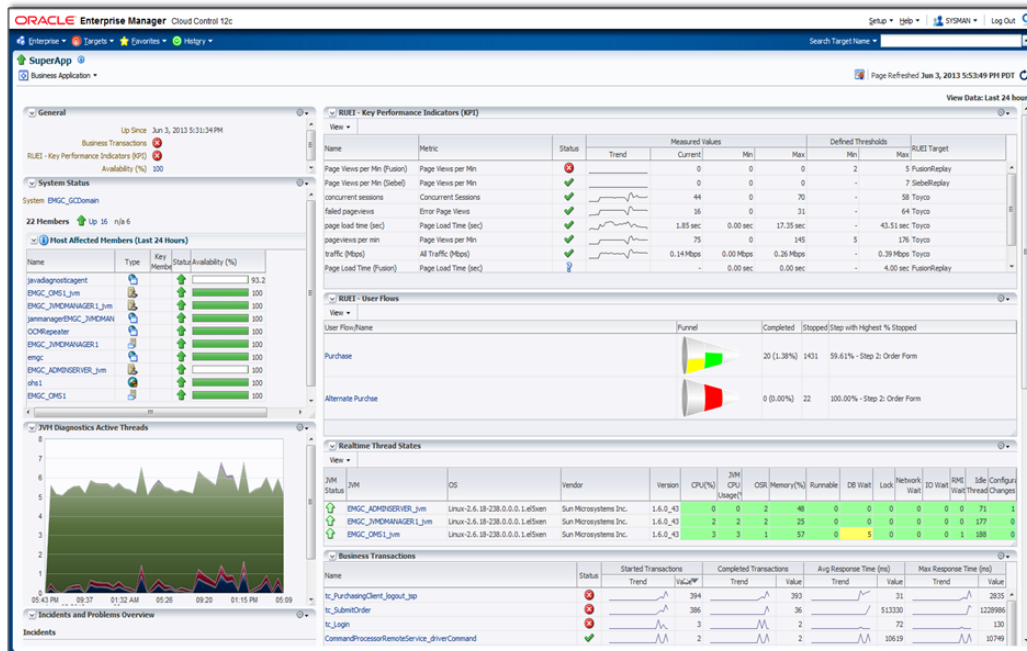 ORACLE Enterprise Manager Cloud Control 12c
Setup Help SYSMAN Log Out
Enterprise Targets Favorites History Search Target Name
SuperApp
Business Application Page Refreshed Jun 3, 2013 5:53:49 PM PDT
View Data: Last 24 hour
General
Up Since Jun 3, 2013 5:31:34 PM
Business Transactions
RUEI - Key Performance Indicators (KPI)
Availability (%) 100
System Status
System EMGC_GCDomain
22 Members Up 16 n/a 6
Most Affected Members (Last 24 Hours)
Name Type Key Membe Status Availability (%)
javadiagnosticagent 93.2
EMGC_OMS1_jvm 100
EMGC_JVMDMANAGER1_jvm 100
jammanagerEMGC_JVMDMAN 100
OCMRepeater 100
EMGC_JVMDMANAGER1 100
emgc 100
EMGC_ADMINSERVER_jvm 100
ohs1 100
EMGC_OMS1 100
JVM Diagnostics Active Threads
8
7
6
5
4
3
2
1
0
05:43 PM 09:37 01:32 AM 05:26 09:20 01:15 PM 05:09
Incidents and Problems Overview
Incidents
RUEI - Key Performance Indicators (KPI)
View
Name Metric Status Measured Values Defined Thresholds RUEI Target
Trend Current Min Max Min Max
Page Views per Min (Fusion) Page Views per Min 0 0 0 2 5 FusionReplay
Page Views per Min (Siebel) Page Views per Min 0 0 0 - 7 SiebelReplay
concurrent sessions Concurrent Sessions 44 0 70 - 58 Toyco
failed pageviews Error Page Views 16 0 31 - 64 Toyco
page load time (sec) Page Load Time (sec) 1.85 sec 0.00 sec 17.35 sec - 43.51 sec Toyco
pageviews per min Page Views per Min 75 0 145 5 176 Toyco
traffic (Mbps) All Traffic (Mbps) 0.14 Mbps 0.00 Mbps 0.26 Mbps - 0.39 Mbps Toyco
Page Load Time (Fusion) Page Load Time (sec) - 0.00 sec 0.00 sec - 4.00 sec FusionReplay
RUEI - User Flows
View
User Flow/Name Funnel Completed Stopped Step with Highest % Stopped
Purchase 20 (1.38%) 1431 59.61% - Step 2: Order Form
Alternate Purchse 0 (0.00%) 22 100.00% - Step 2: Order Form
Realtime Thread States
View
JVM Status JVM OS Vendor Version CPU(%) JVM CPU Usage(% OSR Memory(%) Runnable DB Wait Lock Network Wait IO Wait RMI Wait Idle Thread Configura Changes
EMGC_ADMINSERVER_jvm Linux-2.6.18-238.0.0.0.1.el5xen Sun Microsystems Inc. 1.6.0_43 0 0 2 48 0 0 0 0 0 0 71 1
EMGC_JVMDMANAGER1_jvm Linux-2.6.18-238.0.0.0.1.el5xen Sun Microsystems Inc. 1.6.0_43 2 2 2 25 0 0 0 0 0 0 177
EMGC_OMS1_jvm Linux-2.6.18-238.0.0.0.1.el5xen Sun Microsystems Inc. 1.6.0_43 3 3 1 57 0 5 0 0 0 1 188 0
Business Transactions
Name Status Started Transactions Completed Transactions Avg Response Time (ms) Max Response Time (ms)
Trend Trend Value Trend Value Trend Value
tc_PurchasingClient_logout_jsp 394 393 31 2835
tc_SubmitOrder 386 36 513330 1228986
tc_Login 3 2 72 130
CommandProcessorRemoteService_driverCommand 2 2 10619 10749